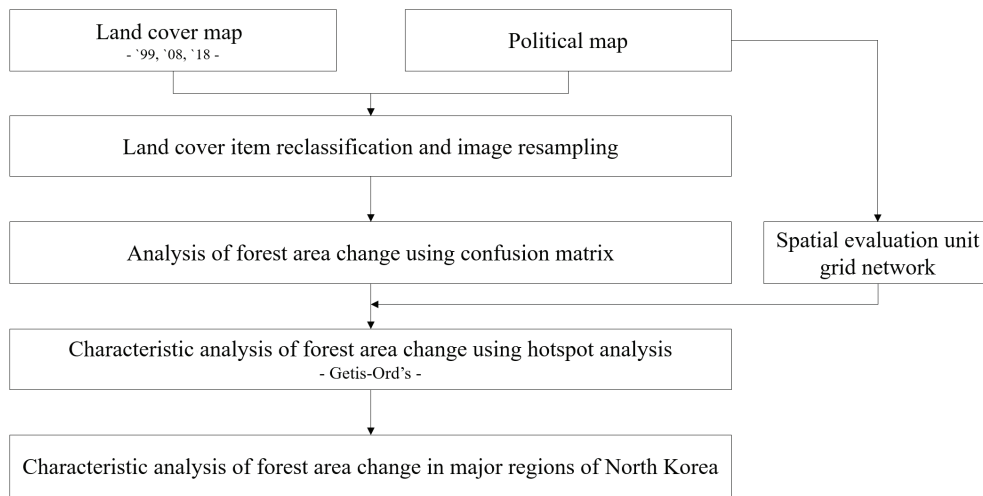 Land cover map
- `99, `08, `18 -
Political map
Land cover item reclassification and image resampling
Analysis of forest area change using confusion matrix
Spatial evaluation unit
grid network
Characteristic analysis of forest area change using hotspot analysis
- Getis-Ord’s -
Characteristic analysis of forest area change in major regions of North Korea